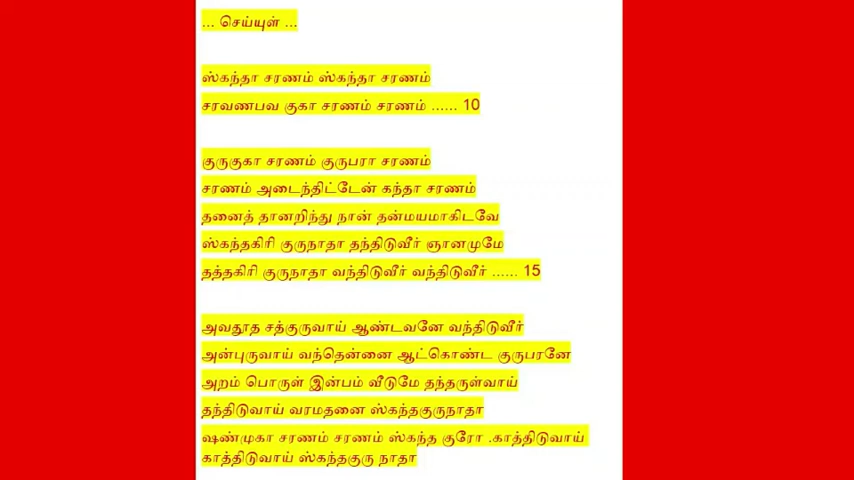 ... செய்யுள் ...
ஸ்கந்தா சரணம் ஸ்கந்தா சரணம்
சரவணபவ குகா சரணம் சரணம் ...... 10
குருகுகா சரணம் குருபரா சரணம்
சரணம் அடைந்திட்டேன் கந்தா சரணம்
தனைத் தானறிந்து நான் தன்மயமாகிடவே
ஸ்கந்தகிரி குருநாதா தந்திடுவீர் ஞானமுமே
தத்தகிரி குருநாதா வந்திடுவீர் வந்திடுவீர் ...... 15
அவதூத சத்குருவாய் ஆண்டவனே வந்திடுவீர்
அன்புருவாய் வந்தென்னை ஆட்கொண்ட குருபரனே
அறம் பொருள் இன்பம் வீடுமே தந்தருள்வாய்
தந்திடுவாய் வரமதனை ஸ்கந்தகுருநாதா
ஷண்முகா சரணம் சரணம் ஸ்கந்த குரோ .காத்திடுவாய்
காத்திடுவாய் ஸ்கந்தகுரு நாதா